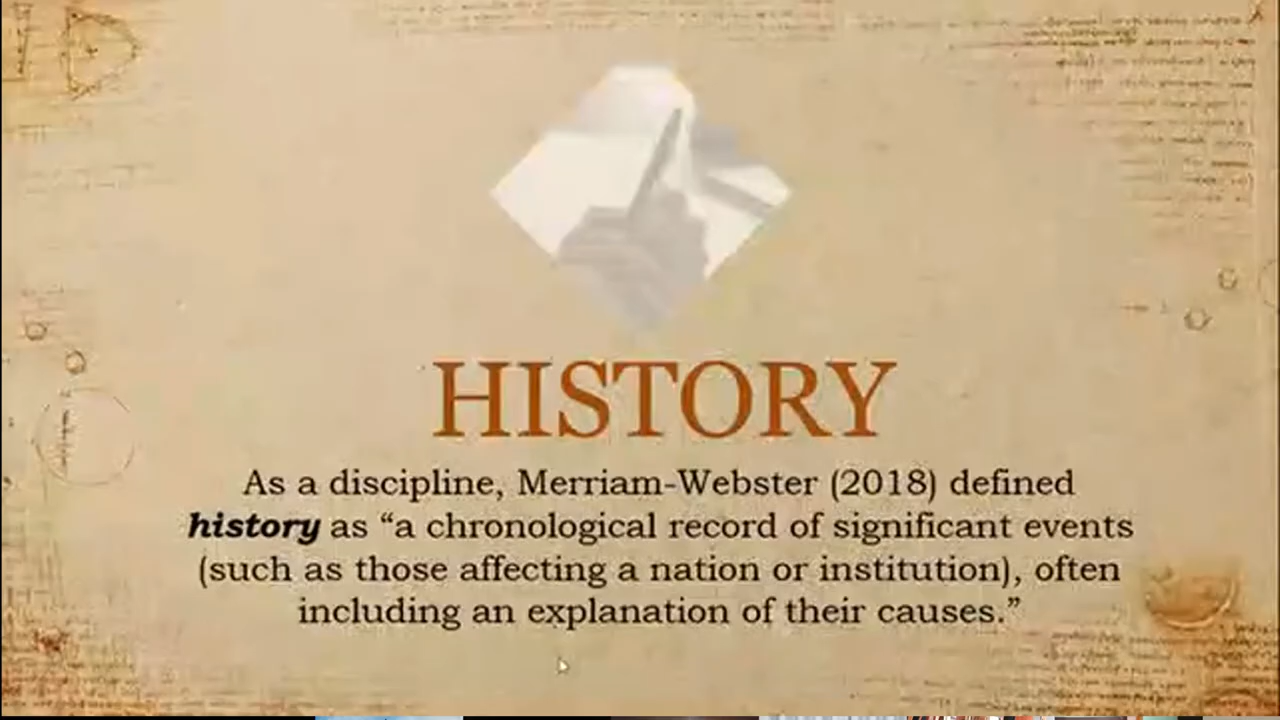 HISTORY
As a discipline, Merriam-Webster (2018) defined
history as “a chronological record of significant events
(such as those affecting a nation or institution), often
including an explanation of their causes.”